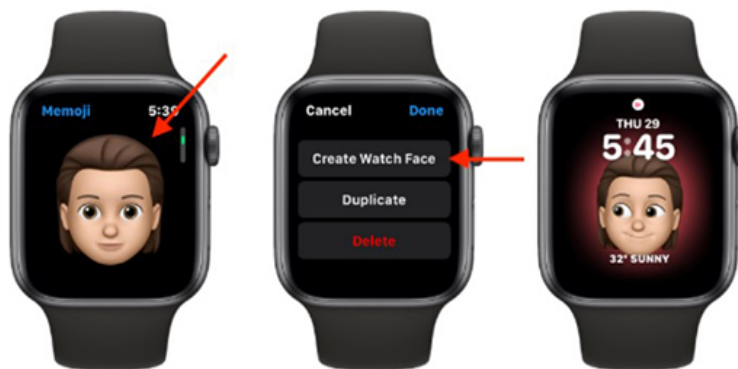 Memoji 5:39
Cancel Done
Create Watch Face
Duplicate
Delete
THU 29
5:45
32° SUNNY